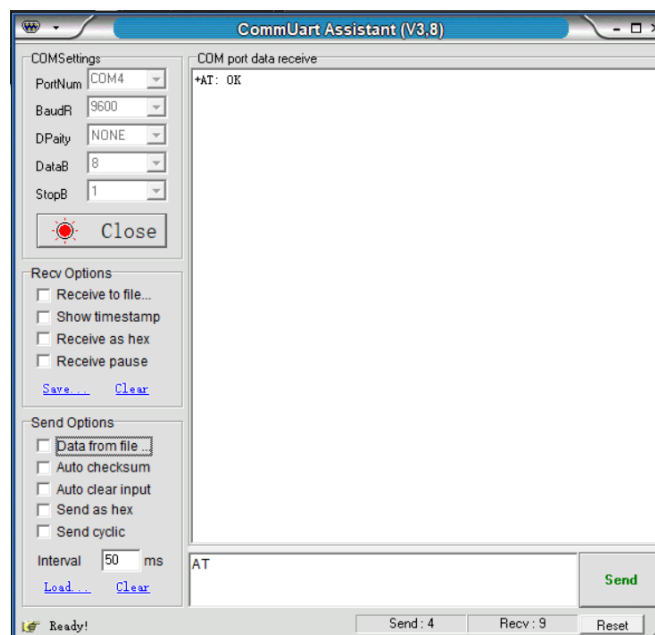 CommUart Assistant (V3,8)
COMSettings
PortNum COM4
BaudR 9600
DPaity NONE
DataB 8
StopB 1
Close
Recv Options
Receive to file...
Show timestamp
Receive as hex
Receive pause
Save... Clear
Send Options
Data from file ...
Auto checksum
Auto clear input
Send as hex
Send cyclic
Interval 50 ms
Load... Clear
COM port data receive
+AT: OK
AT
Send
Ready!
Send : 4
Recv : 9
Reset